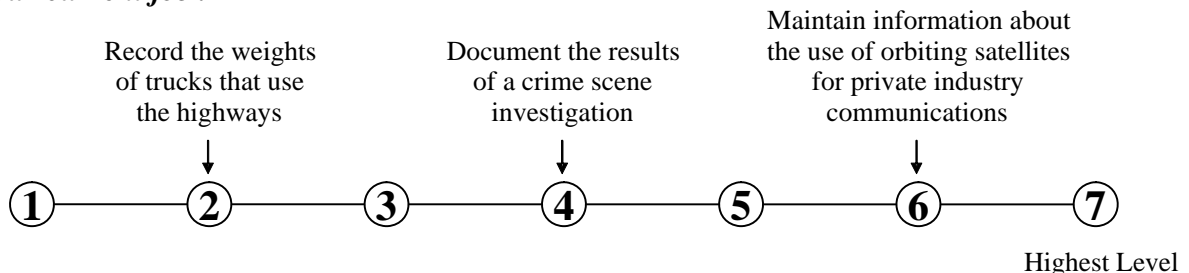 Maintain information about
Record the weights Document the results the use of orbiting satellites
of trucks that use of a crime scene for private industry
the highways investigation communications
1 2 3 4 5 6 7
Highest Level